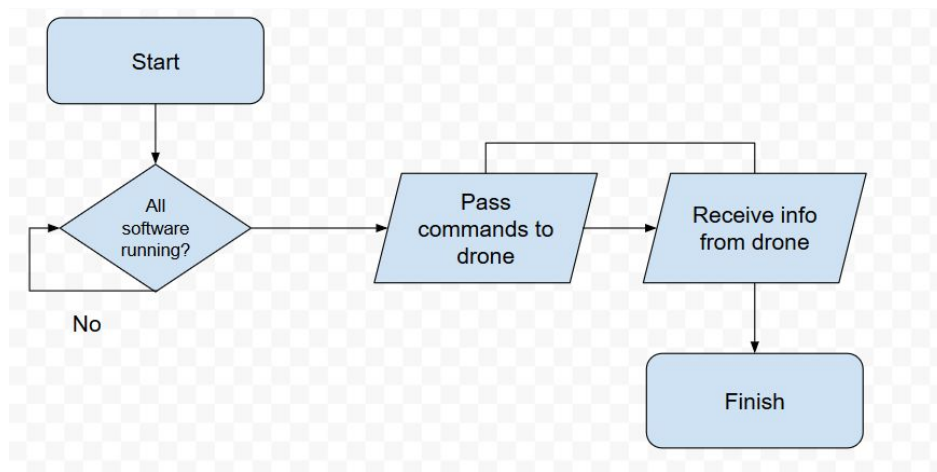 Start
All
software
running?
No
Pass
commands to
drone
Receive info
from drone
Finish